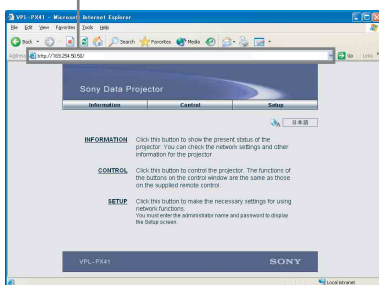 VP1 - PX41 - Microsoft Internet Explorer
File Edit View Favorites Tools Help
Back Search Favorites Media
Address http://169.254.50.50/ Go Links
Sony Data Projector
Information Control Setup
日本語
INFORMATION Click this button to show the present status of the
projector. You can check the network settings and other
information for the projector.
CONTROL Click this button to control the projector. The functions of
the buttons on the control window are the same as those
on the supplied remote control.
SETUP Click this button to make the necessary settings for using
network functions.
You must enter the administrator name and password to display
the Setup screen.
VPL-PX41 SONY
Local intranet